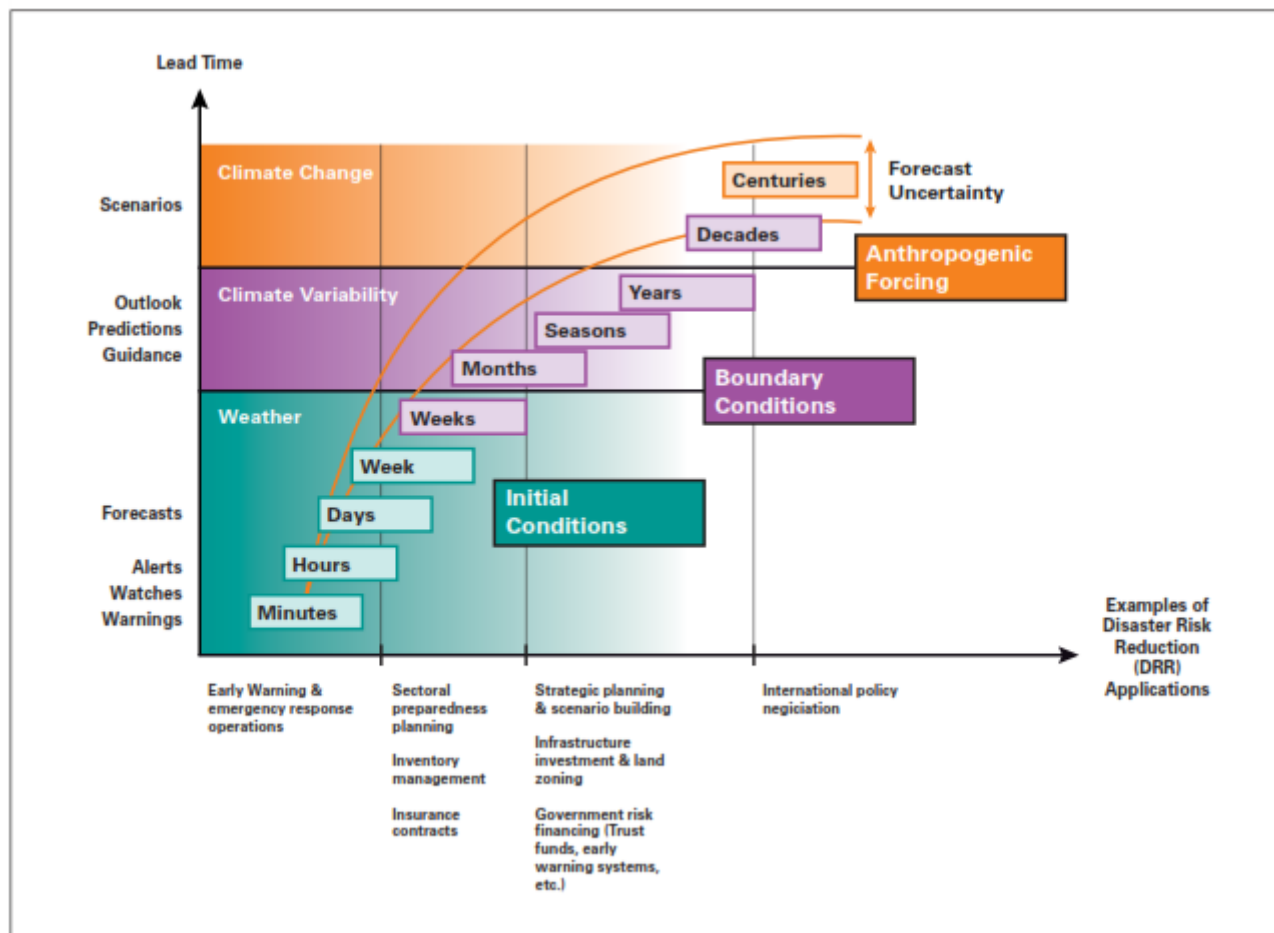 Lead Time
Climate Change
Scenarios
Centuries
Forecast
Uncertainty
Decades
Anthropogenic
Forcing
Climate Variability
Outlook
Predictions
Guidance
Years
Seasons
Months
Boundary
Conditions
Weather
Weeks
Week
Initial
Conditions
Forecasts
Days
Alerts
Watches
Warnings
Hours
Minutes
Examples of
Disaster Risk
Reduction
(DRR)
Applications
Early Warning &
emergency response
operations
Sectoral
preparedness
planning
Inventory
management
Insurance
contracts
Strategic planning
& scenario building
Infrastructure
investment & land
zoning
Government risk
financing (Trust
funds, early
warning systems,
etc.)
International policy
negiciation